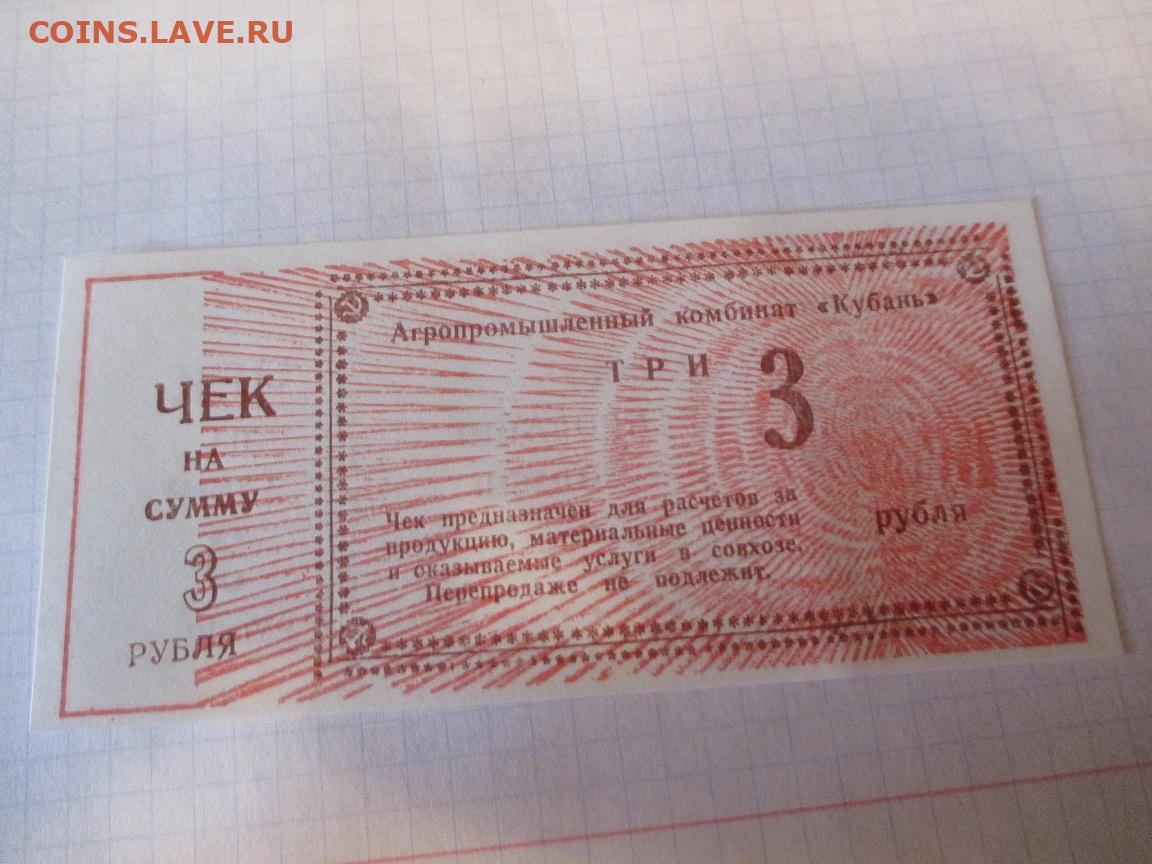 COINS.LAVE.RU
ЧЕК
НА
СУММУ
3
РУБЛЯ
Агропромышленный комбинат «Кубань»
ТРИ 3
рубля
Чек предназначен для расчетов за
продукцию, материальные ценности
и оказываемые услуги в совхозе.
Перепродаже не подлежит.